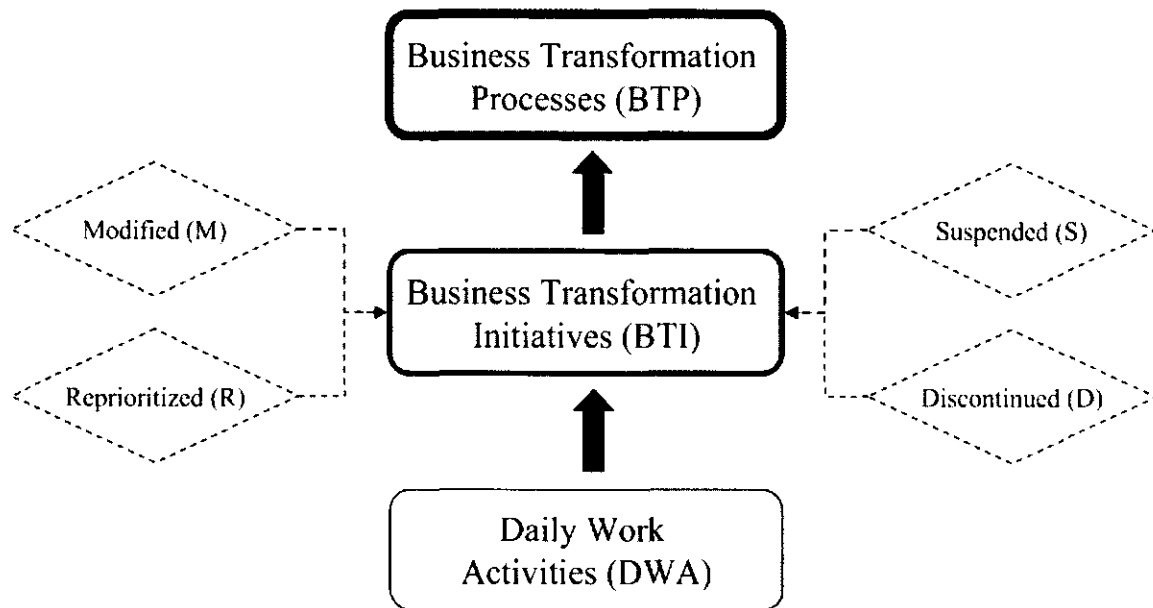 Business Transformation
Processes (BTP)
Modified (M)
Suspended (S)
Business Transformation
Initiatives (BTI)
Reprioritized (R)
Discontinued (D)
Daily Work
Activities (DWA)